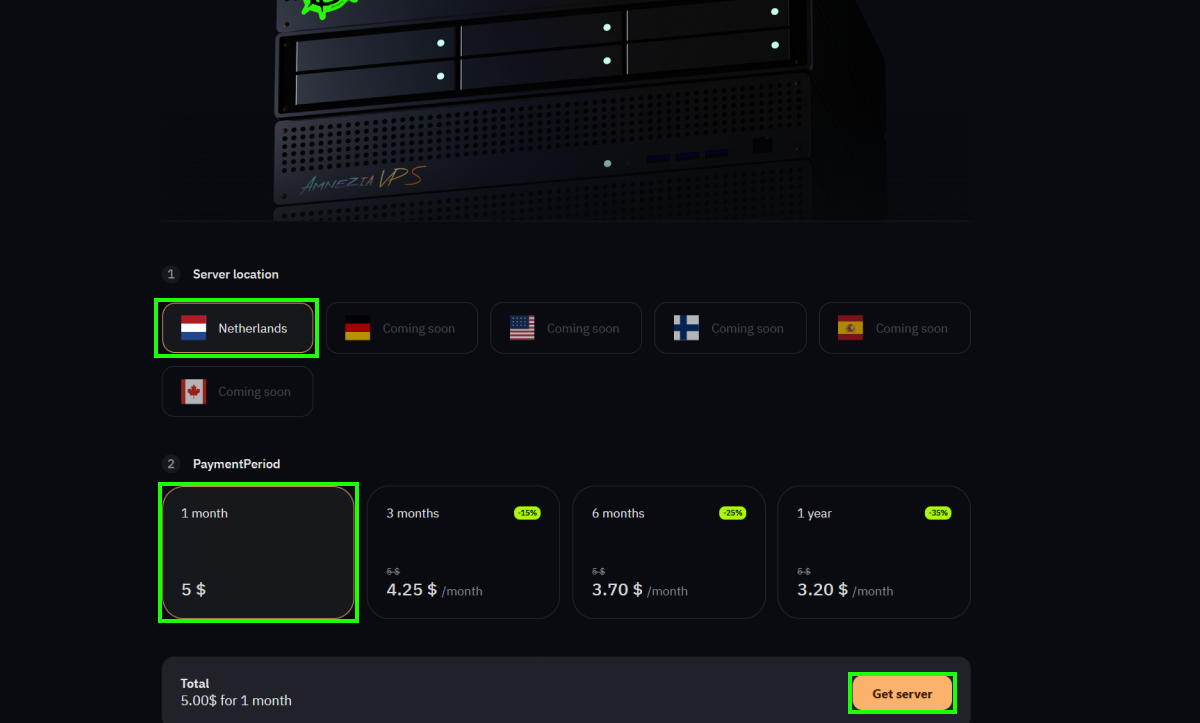 AMNEZIA VPS
1 Server location
Netherlands
Coming soon
Coming soon
Coming soon
Coming soon
Coming soon
2 PaymentPeriod
1 month
5 $
3 months
-15%
5 $
4.25 $ /month
6 months
-25%
5 $
3.70 $ /month
1 year
-35%
5 $
3.20 $ /month
Total
5.00$ for 1 month
Get server